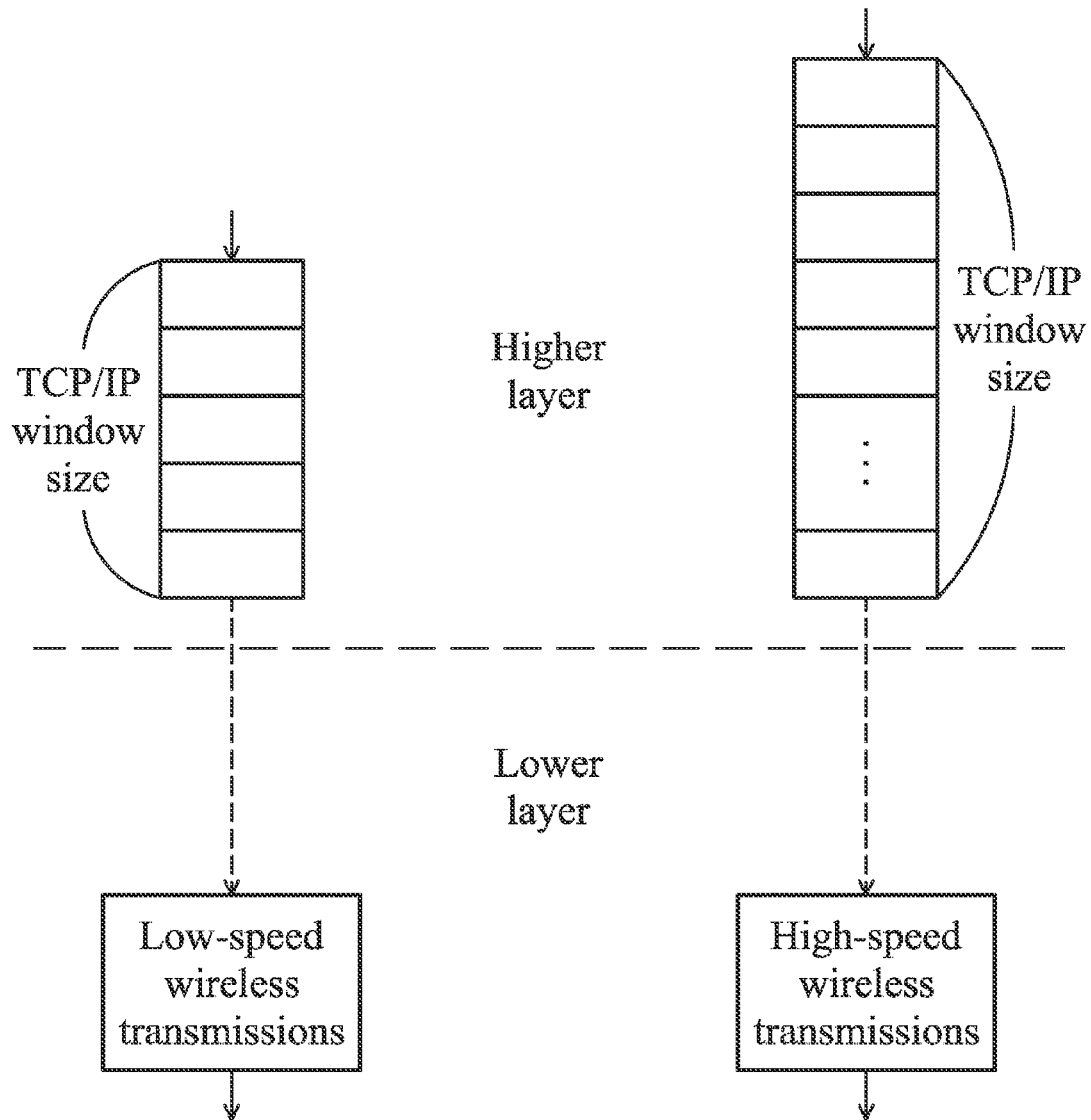 TCP/IP
window
size
Higher
layer
TCP/IP
window
size
Lower
layer
Low-speed
wireless
transmissions
High-speed
wireless
transmissions